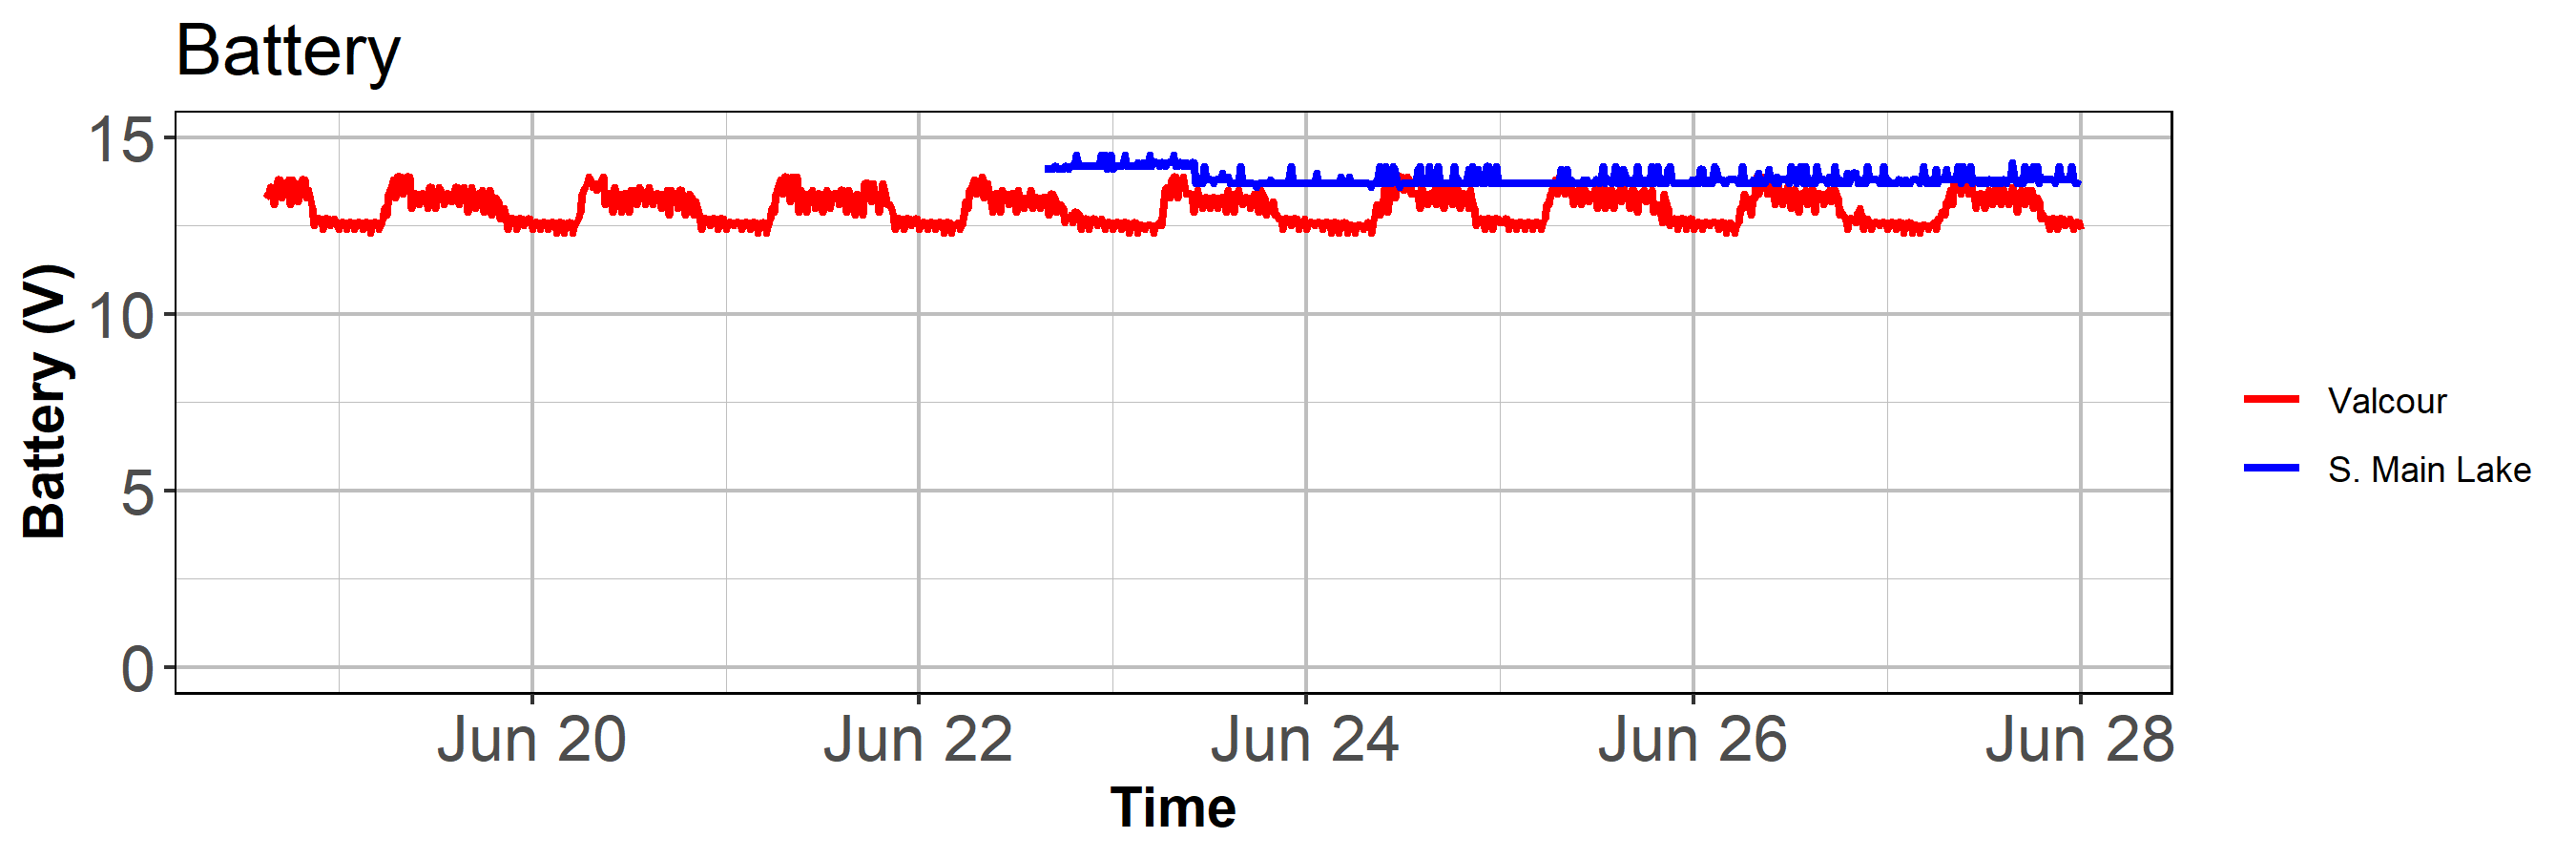 Battery
15
10
5
0
Battery (V)
Jun 20
Jun 22
Jun 24
Jun 26
Jun 28
Time
Valcour
S. Main Lake